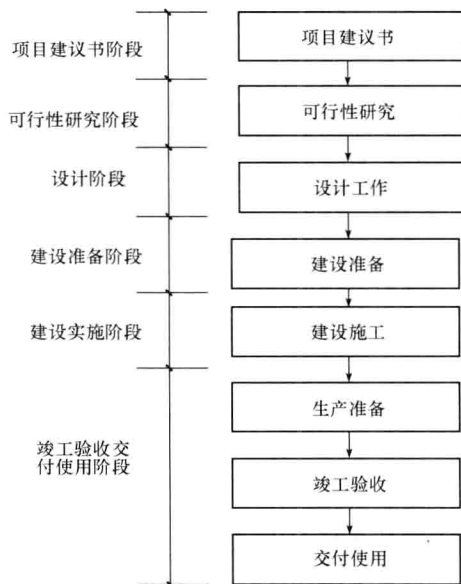 项目建议书
项目建议书阶段
可行性研究
可行性研究阶段
设计阶段
设计工作
建设准备阶段
建设准备
建设实施阶段
建设施工
生产准备
竣工验收交
付使用阶段
竣工验收
交付使用